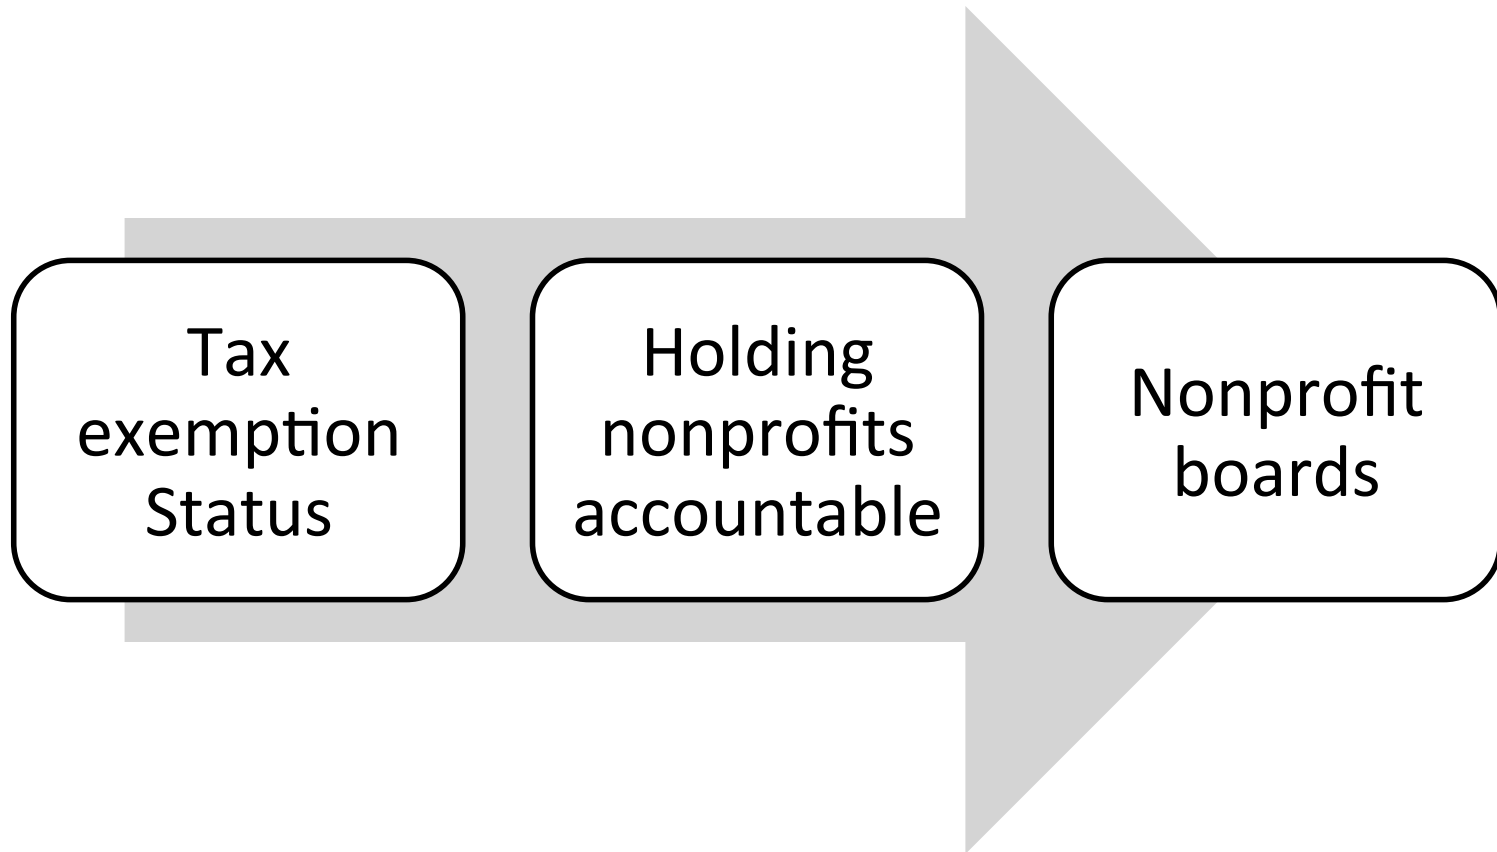 Tax
exemption
Status
Holding
nonprofits
accountable
Nonprofit
boards